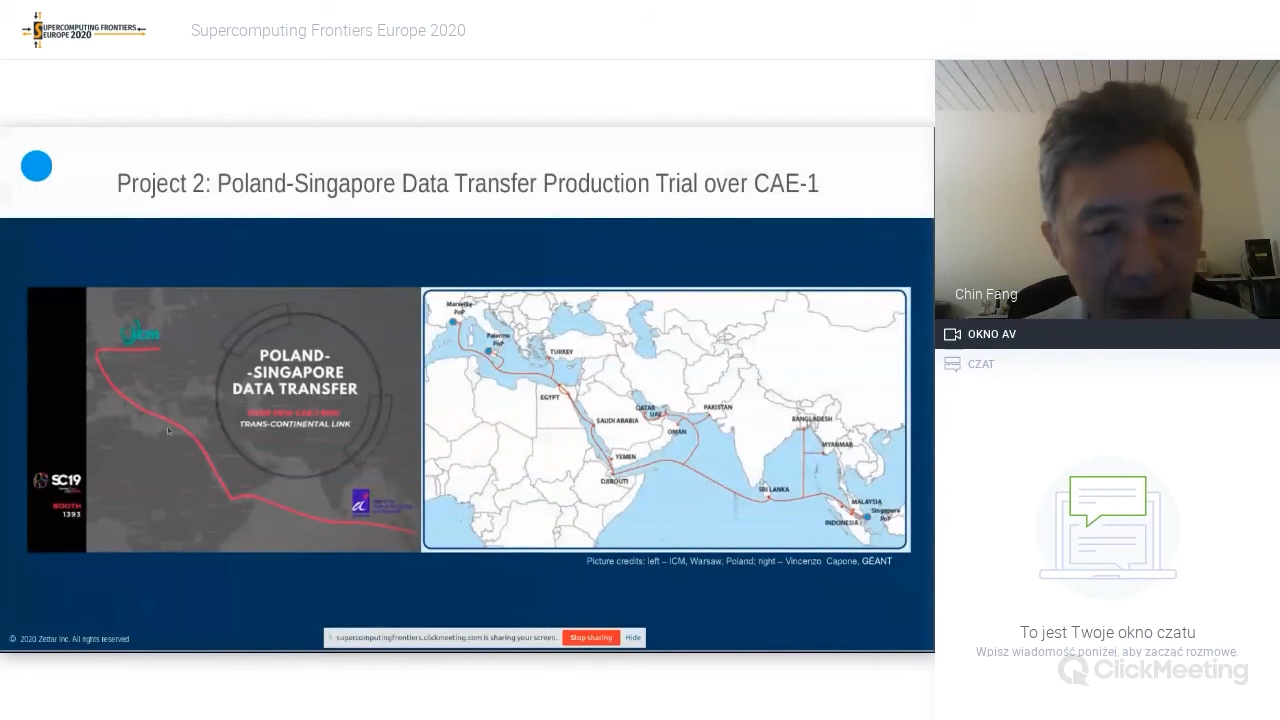 SUPERCOMPUTING FRONTIERS
EUROPE 2020
Supercomputing Frontiers Europe 2020
Project 2: Poland-Singapore Data Transfer Production Trial over CAE-1
icm
POLAND-
-SINGAPORE
DATA TRANSFER
TRANS-CONTINENTAL LINK
SC19
BOOTH
1393
Marseille
PoP
Palermo
PoP
TURKEY
EGYPT
SAUDI ARABIA
QATAR
UAE
OMAN
PAKISTAN
BANGLADESH
MYANMAR
YEMEN
DJIBOUTI
SRI LANKA
MALAYSIA
Singapore
PoP
INDONESIA
Picture credits: left – ICM, Warsaw, Poland; right – Vincenzo Capone, GÉANT
© 2020 Zettar Inc. All rights reserved
supercomputingfrontiers.clickmeeting.com is sharing your screen.
Stop sharing
Hide
Chin Fang
OKNO AV
CZAT
To jest Twoje okno czatu
Wpisz wiadomość poniżej, aby zacząć rozmowę.
ClickMeeting